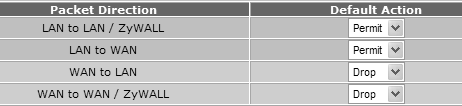 Packet Direction Default Action
LAN to LAN / ZyWALL Permit
LAN to WAN Permit
WAN to LAN Drop
WAN to WAN / ZyWALL Drop